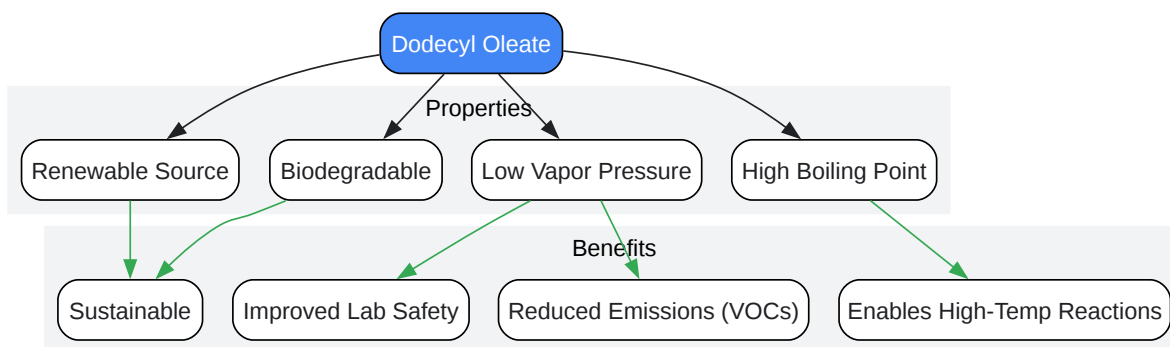 Dodecyl Oleate
Properties
Renewable Source
Biodegradable
Low Vapor Pressure
High Boiling Point
Benefits
Sustainable
Improved Lab Safety
Reduced Emissions (VOCs)
Enables High-Temp Reactions